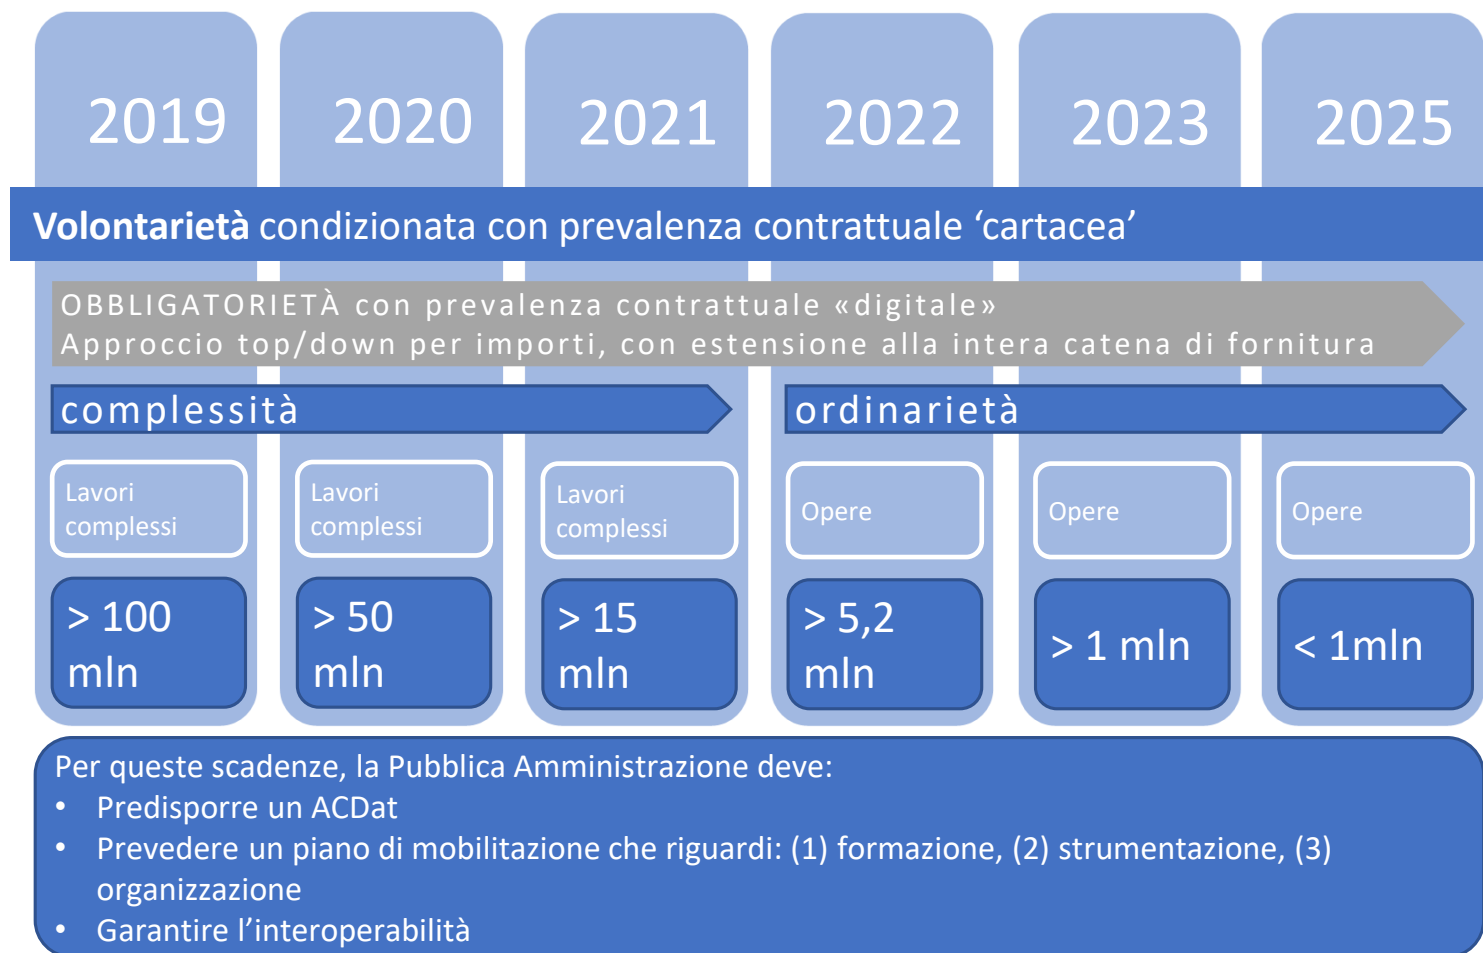 2019
2020
2021
2022
2023
2025
Volontarietà condizionata con prevalenza contrattuale ‘cartacea’
OBBLIGATORIETÀ con prevalenza contrattuale «digitale»
Approccio top/down per importi, con estensione alla intera catena di fornitura
complessità
ordinarietà
Lavori
complessi
Lavori
complessi
Lavori
complessi
Opere
Opere
Opere
> 100
mln
> 50
mln
> 15
mln
> 5,2
mln
> 1 mln
< 1mln
Per queste scadenze, la Pubblica Amministrazione deve:
• Predisporre un ACDat
• Prevedere un piano di mobilitazione che riguardi: (1) formazione, (2) strumentazione, (3)
organizzazione
• Garantire l’interoperabilità